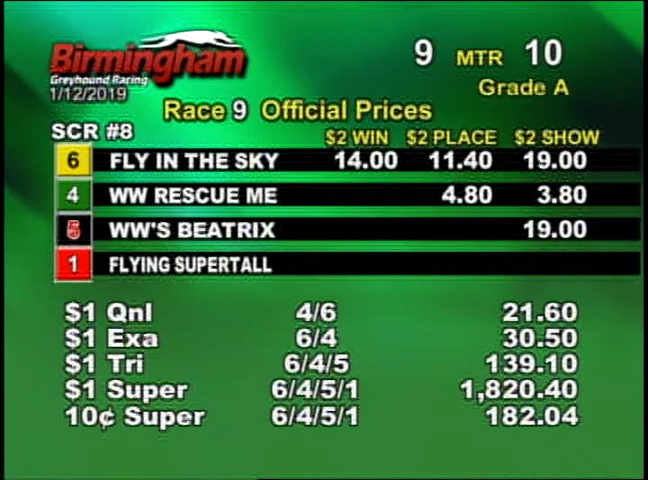 Birmingham
Greyhound Racing
1/12/2019
9 MTR 10
Grade A
Race 9 Official Prices
SCR #8
$2 WIN $2 PLACE $2 SHOW
6 FLY IN THE SKY 14.00 11.40 19.00
4 WW RESCUE ME 4.80 3.80
5 WW'S BEATRIX 19.00
1 FLYING SUPERTALL
$1 Qnl 4/6 21.60
$1 Exa 6/4 30.50
$1 Tri 6/4/5 139.10
$1 Super 6/4/5/1 1,820.40
10¢ Super 6/4/5/1 182.04